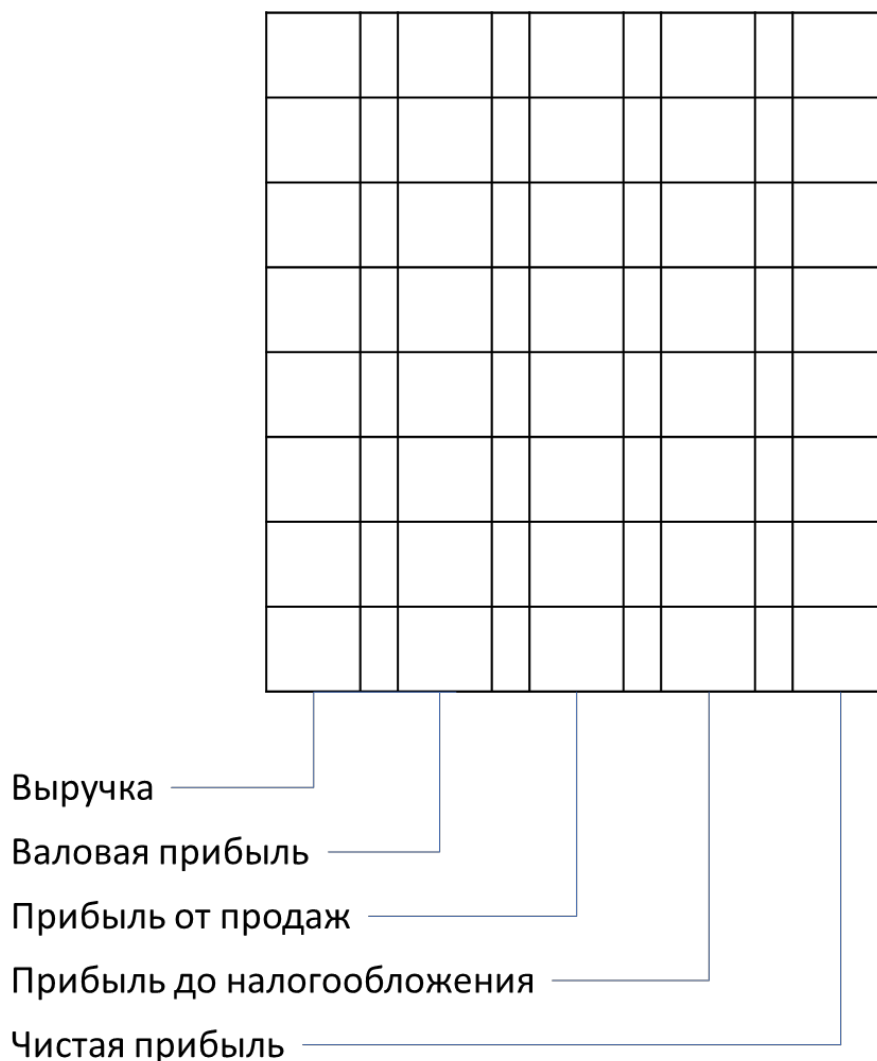 Выручка
Валовая прибыль
Прибыль от продаж
Прибыль до налогообложения
Чистая прибыль